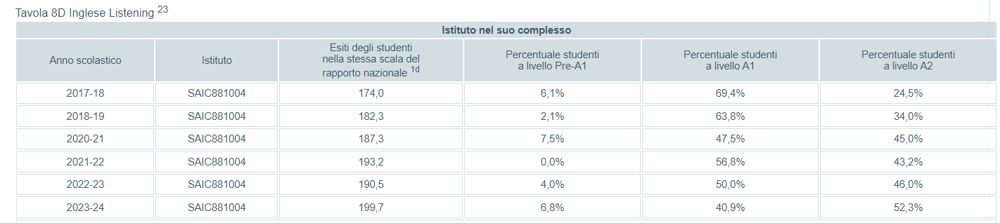 Tavola 8D Inglese Listening 23
Istituto nel suo complesso
Anno scolastico Istituto Esiti degli studenti nella stessa scala del rapporto nazionale 1d Percentuale studenti a livello Pre-A1 Percentuale studenti a livello A1 Percentuale studenti a livello A2
2017-18 SAIC881004 174,0 6,1% 69,4% 24,5%
2018-19 SAIC881004 182,3 2,1% 63,8% 34,0%
2020-21 SAIC881004 187,3 7,5% 47,5% 45,0%
2021-22 SAIC881004 193,2 0,0% 56,8% 43,2%
2022-23 SAIC881004 190,5 4,0% 50,0% 46,0%
2023-24 SAIC881004 199,7 6,8% 40,9% 52,3%